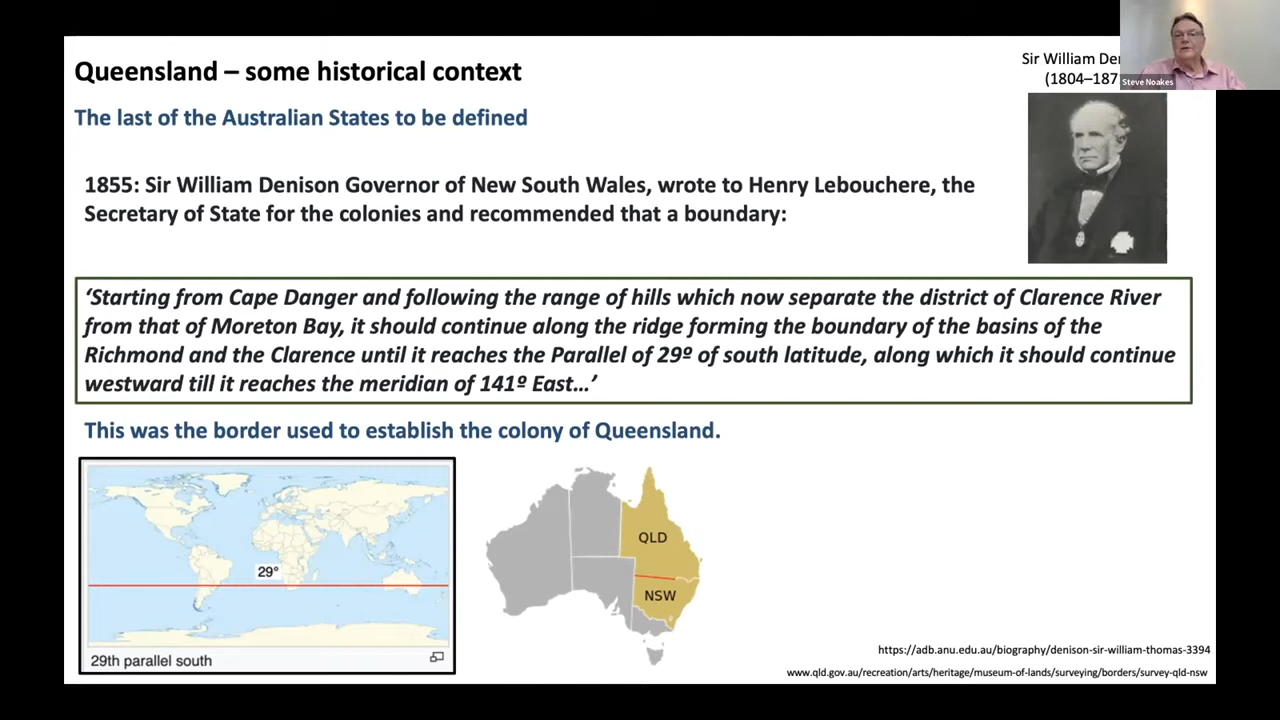 Queensland – some historical context
Sir William De
(1804–187
Steve Noakes
The last of the Australian States to be defined
1855: Sir William Denison Governor of New South Wales, wrote to Henry Lebouchere, the
Secretary of State for the colonies and recommended that a boundary:
‘Starting from Cape Danger and following the range of hills which now separate the district of Clarence River
from that of Moreton Bay, it should continue along the ridge forming the boundary of the basins of the
Richmond and the Clarence until it reaches the Parallel of 29º of south latitude, along which it should continue
westward till it reaches the meridian of 141º East…’
This was the border used to establish the colony of Queensland.
29°
29th parallel south
QLD
NSW
https://adb.anu.edu.au/biography/denison-sir-william-thomas-3394
www.qld.gov.au/recreation/arts/heritage/museum-of-lands/surveying/borders/survey-qld-nsw